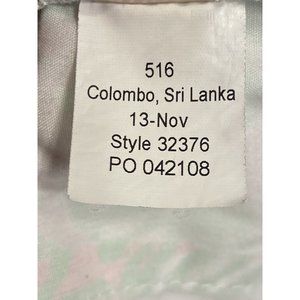 516
Colombo, Sri Lanka
13-Nov
Style 32376
PO 042108